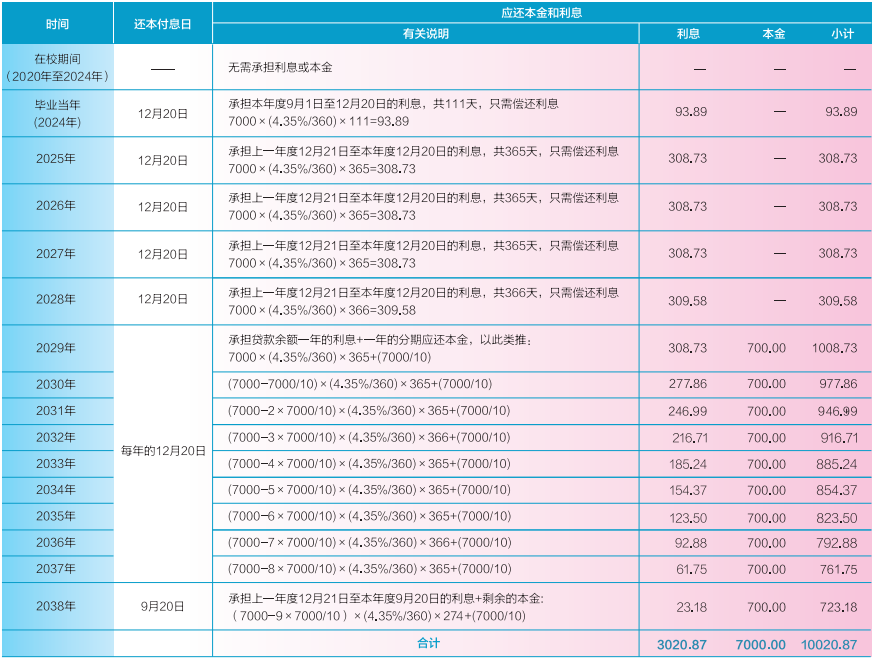 时间 还本付息日 应还本金和利息
有关说明 利息 本金 小计
在校期间
（2020年至2024年） —— 无需承担利息或本金 — — —
毕业当年
(2024年) 12月20日 承担本年度9月1日至12月20日的利息，共111天，只需偿还利息
7000×(4.35%/360)×111=93.89 93.89 — 93.89
2025年 12月20日 承担上一年度12月21日至本年度12月20日的利息，共365天，只需偿还利息
7000×(4.35%/360)×365=308.73 308.73 — 308.73
2026年 12月20日 承担上一年度12月21日至本年度12月20日的利息，共365天，只需偿还利息
7000×(4.35%/360)×365=308.73 308.73 — 308.73
2027年 12月20日 承担上一年度12月21日至本年度12月20日的利息，共365天，只需偿还利息
7000×(4.35%/360)×365=308.73 308.73 — 308.73
2028年 12月20日 承担上一年度12月21日至本年度12月20日的利息，共366天，只需偿还利息
7000×(4.35%/360)×366=309.58 309.58 — 309.58
每年的12月20日
2029年 承担贷款余额一年的利息+一年的分期应还本金，以此类推；
7000×(4.35%/360)×365+(7000/10) 308.73 700.00 1008.73
2030年 (7000−7000/10)×(4.35%/360)×365+(7000/10) 277.86 700.00 977.86
2031年 (7000−2×7000/10)×(4.35%/360)×365+(7000/10) 246.99 700.00 946.99
2032年 (7000−3×7000/10)×(4.35%/360)×366+(7000/10) 216.71 700.00 916.71
2033年 (7000−4×7000/10)×(4.35%/360)×365+(7000/10) 185.24 700.00 885.24
2034年 (7000−5×7000/10)×(4.35%/360)×365+(7000/10) 154.37 700.00 854.37
2035年 (7000−6×7000/10)×(4.35%/360)×365+(7000/10) 123.50 700.00 823.50
2036年 (7000−7×7000/10)×(4.35%/360)×366+(7000/10) 92.88 700.00 792.88
2037年 (7000−8×7000/10)×(4.35%/360)×365+(7000/10) 61.75 700.00 761.75
2038年 9月20日 承担上一年度12月21日至本年度9月20日的利息+剩余的本金:
（7000−9×7000/10）×(4.35%/360)×274+(7000/10) 23.18 700.00 723.18
合计 3020.87 7000.00 10020.87